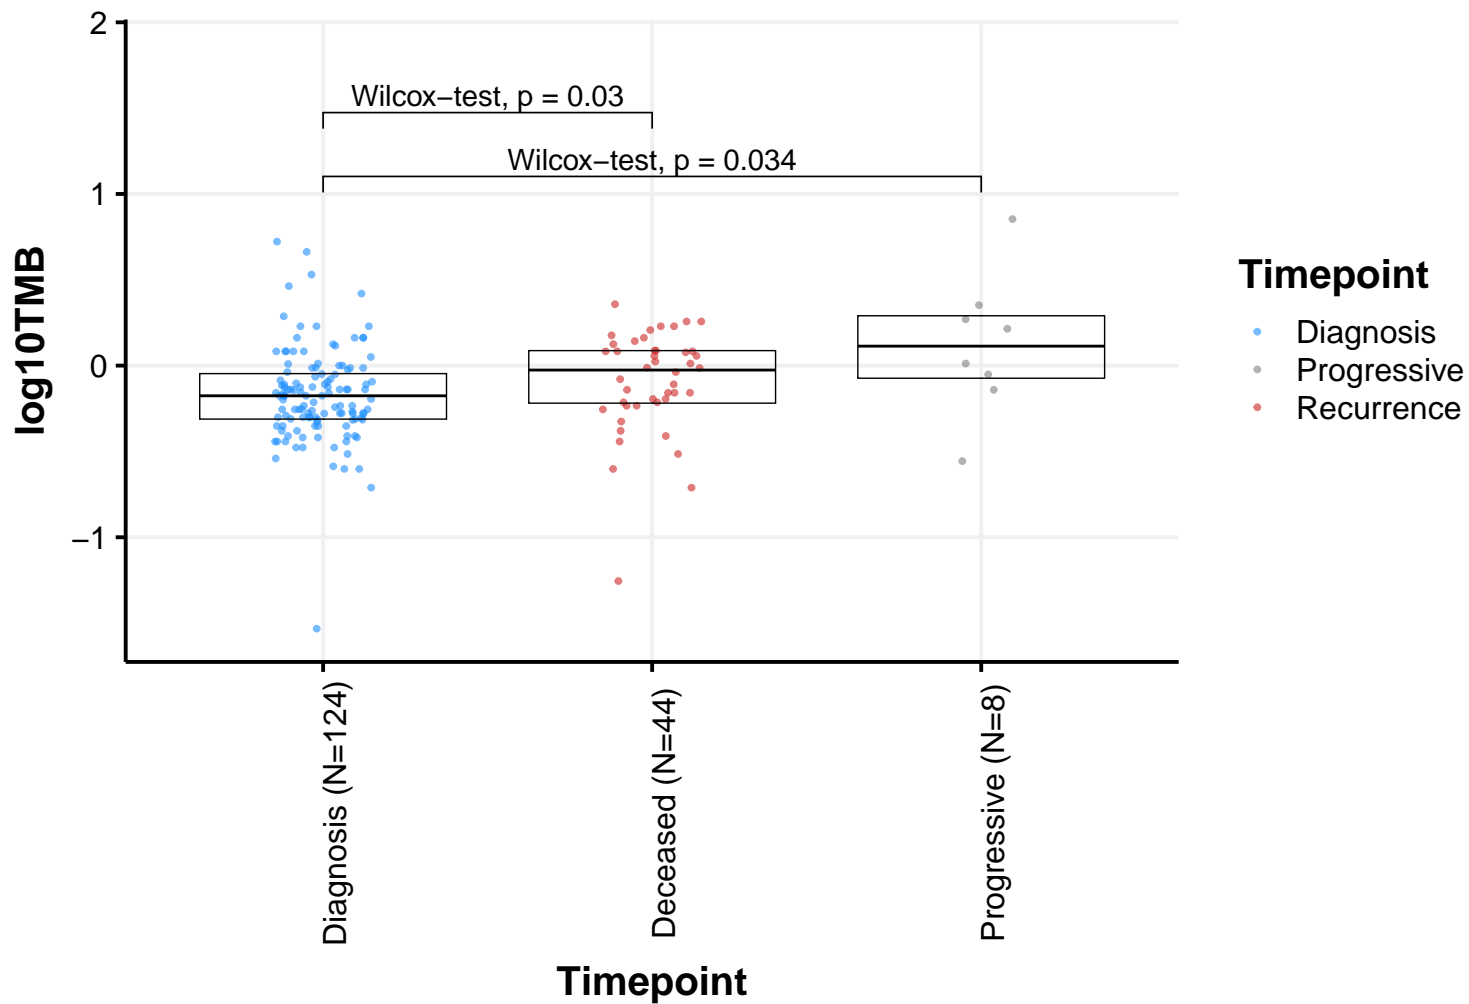 2
Wilcox−test, p = 0.03
Wilcox−test, p = 0.034
1
0
−1
log10TMB
Diagnosis (N=124)
Deceased (N=44)
Progressive (N=8)
Timepoint
Timepoint
Diagnosis
Progressive
Recurrence